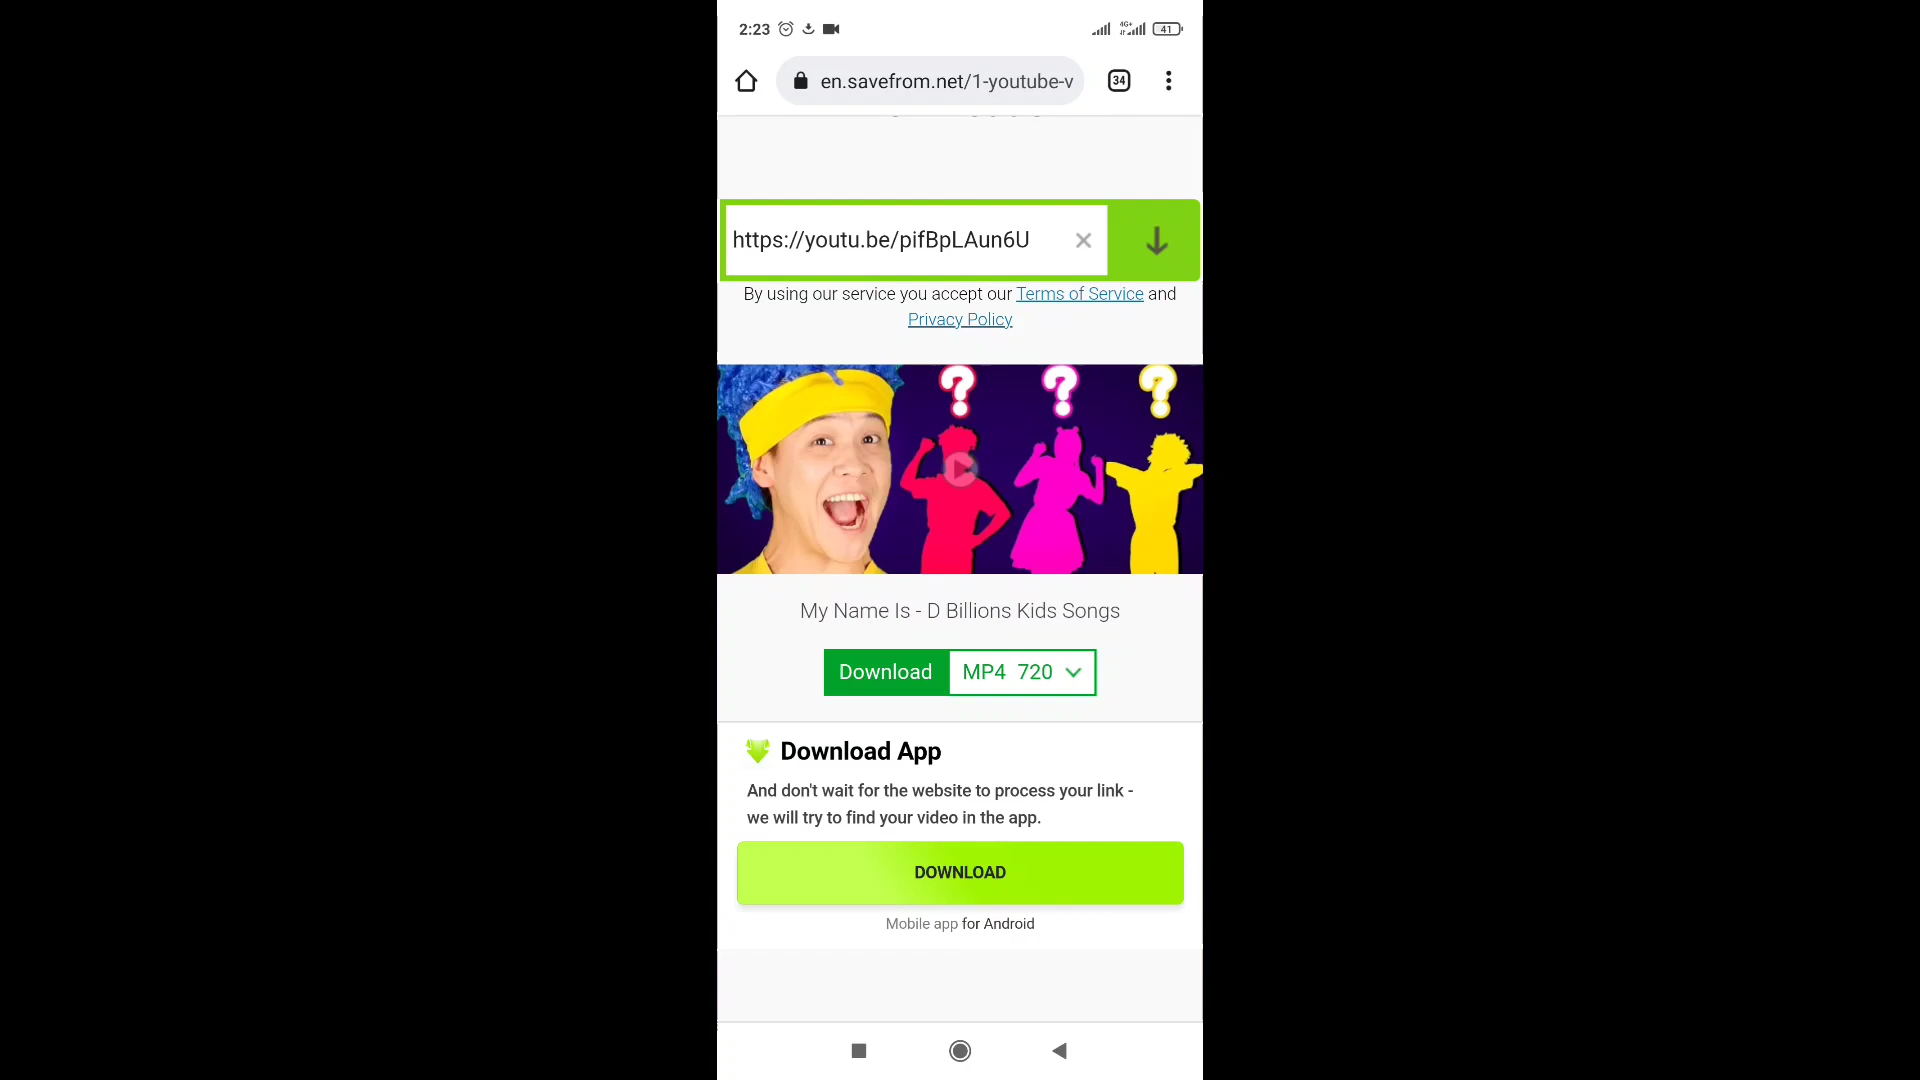 2:23 4G+ 41
en.savefrom.net/1-youtube-v 34
https://youtu.be/pifBpLAun6U
By using our service you accept our Terms of Service and
Privacy Policy
? ? ?
My Name Is - D Billions Kids Songs
Download MP4 720
Download App
And don't wait for the website to process your link -
we will try to find your video in the app.
DOWNLOAD
Mobile app for Android